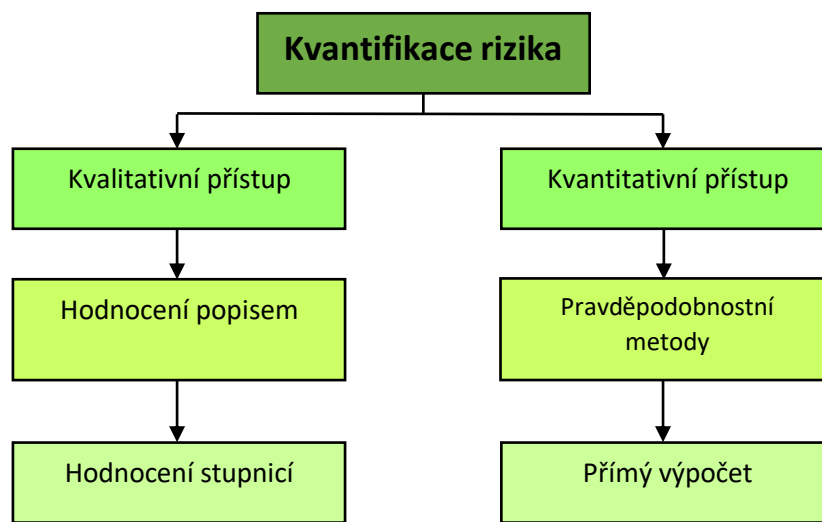 Kvantifikace rizika
Kvalitativní přístup
Kvantitativní přístup
Hodnocení popisem
Pravděpodobnostní
metody
Hodnocení stupnicí
Přímý výpočet